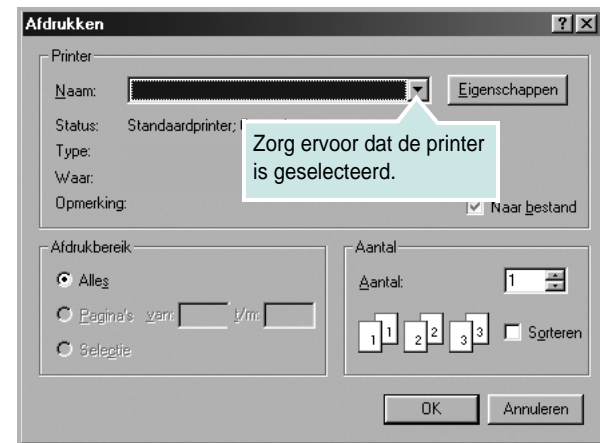 Afdrukken
Printer
Naam:
Eigenschappen
Status: Standaardprinter;
Zorg ervoor dat de printer
is geselecteerd.
Type:
Waar:
Opmerking:
Naar bestand
Afdrukbereik
Alles
Pagina's van: t/m:
Selectie
Aantal
Aantal: 1
1 1 2 2 3 3
Sorteren
OK Annuleren